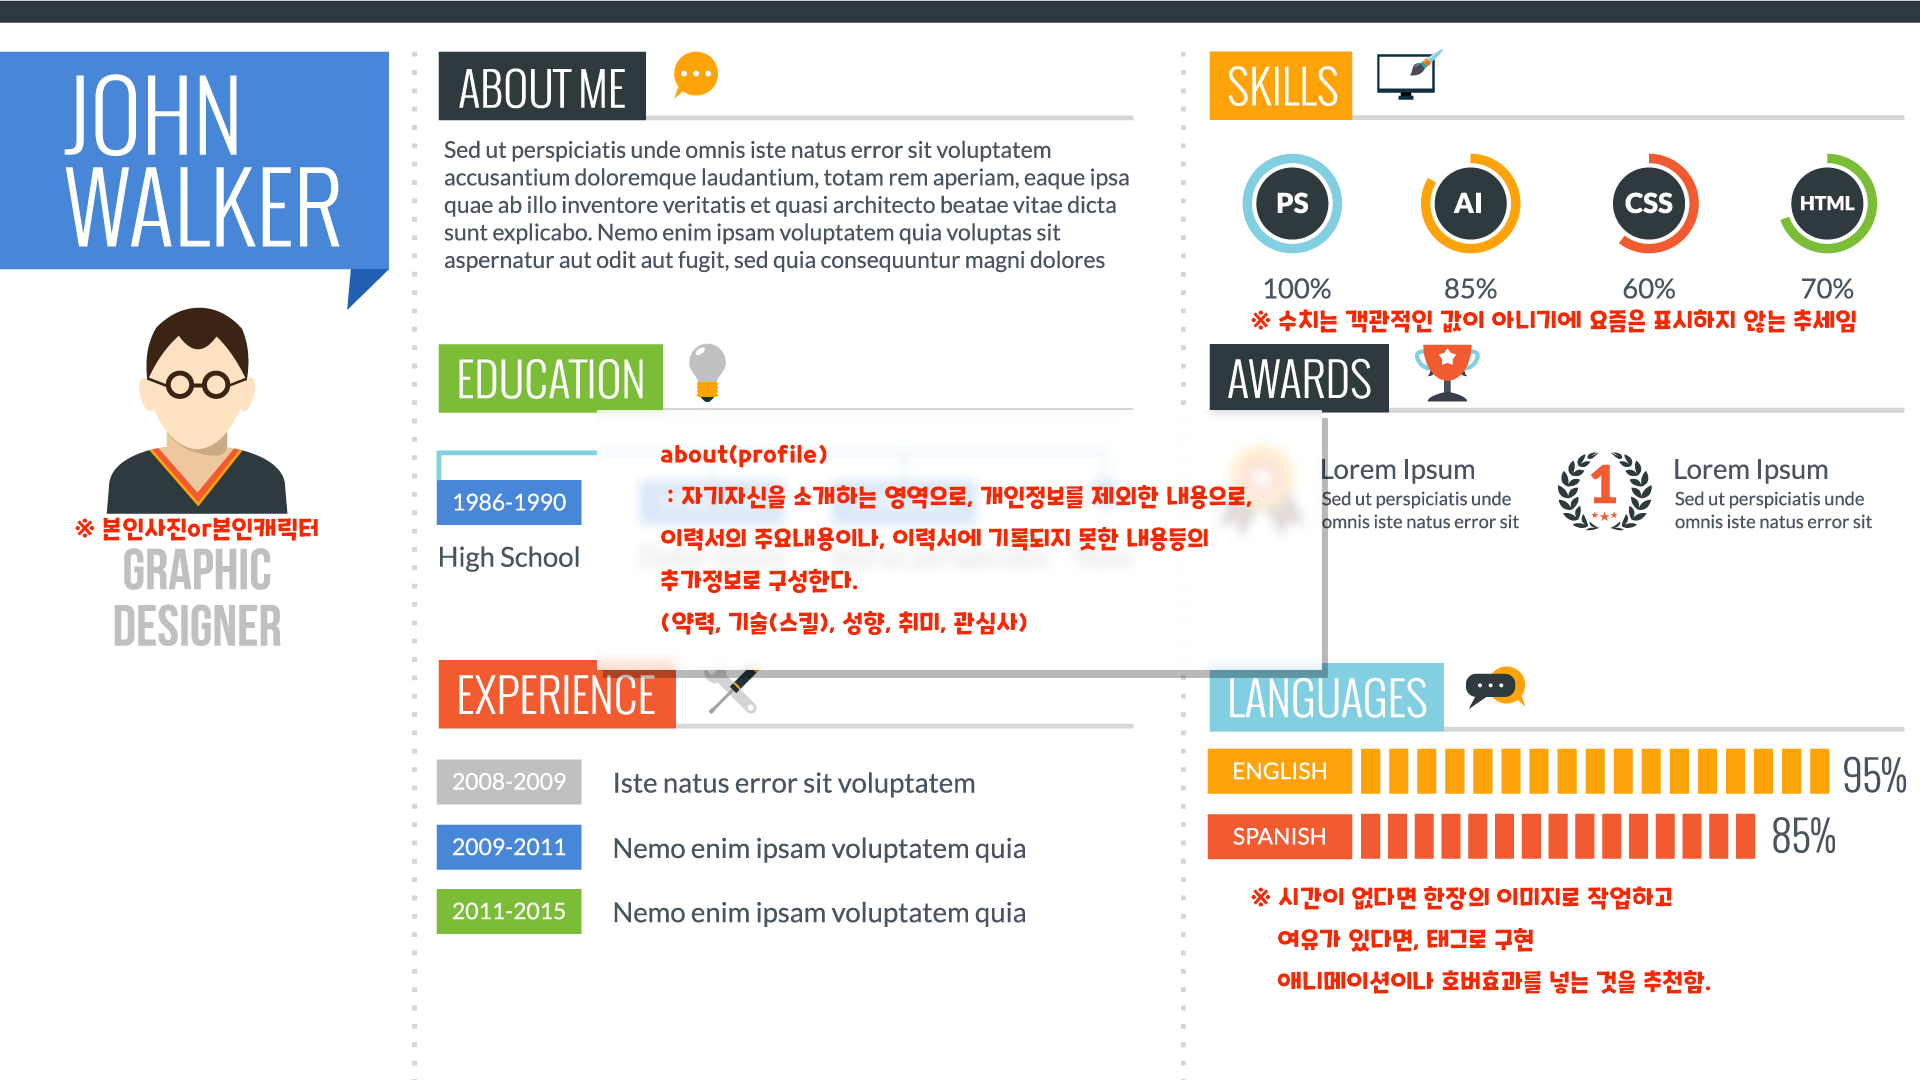 JOHN
WALKER
※ 본인사진or본인캐릭터
GRAPHIC
DESIGNER
ABOUT ME
Sed ut perspiciatis unde omnis iste natus error sit voluptatem
accusantium doloremque laudantium, totam rem aperiam, eaque ipsa
quae ab illo inventore veritatis et quasi architecto beatae vitae dicta
sunt explicabo. Nemo enim ipsam voluptatem quia voluptas sit
aspernatur aut odit aut fugit, sed quia consequuntur magni dolores
EDUCATION
1986-1990
High School
about(profile)
: 자기자신을 소개하는 영역으로, 개인정보를 제외한 내용으로,
이력서의 주요내용이나, 이력서에 기록되지 못한 내용등의
추가정보로 구성한다.
(약력, 기술(스킬), 성향, 취미, 관심사)
EXPERIENCE
2008-2009 Iste natus error sit voluptatem
2009-2011 Nemo enim ipsam voluptatem quia
2011-2015 Nemo enim ipsam voluptatem quia
SKILLS
PS AI CSS HTML
100% 85% 60% 70%
※ 수치는 객관적인 값이 아니기에 요즘은 표시하지 않는 추세임
AWARDS
Lorem Ipsum
Sed ut perspiciatis unde
omnis iste natus error sit
1
Lorem Ipsum
Sed ut perspiciatis unde
omnis iste natus error sit
LANGUAGES
ENGLISH 95%
SPANISH 85%
※ 시간이 없다면 한장의 이미지로 작업하고
여유가 있다면, 태그로 구현
애니메이션이나 호버효과를 넣는 것을 추천함.